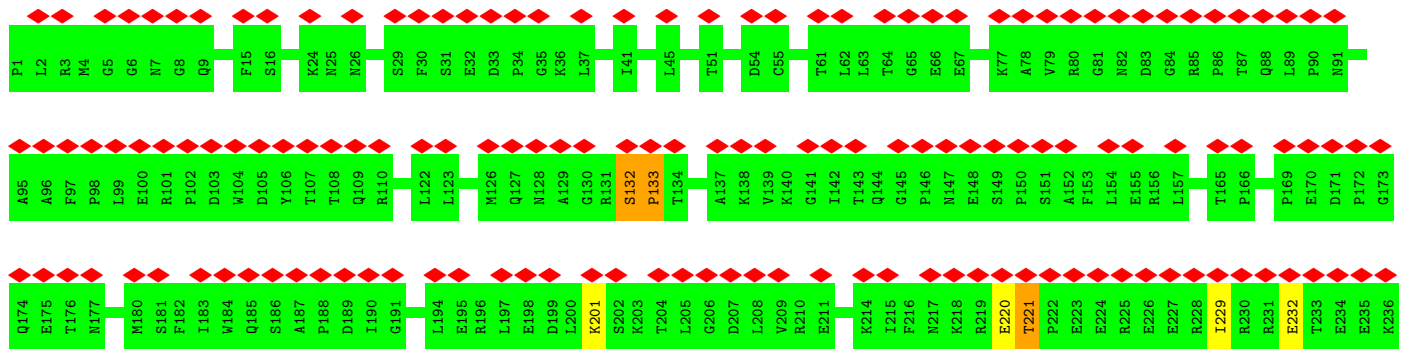 P1 L2 R3 M4 G5 G6 N7 G8 Q9 F15 S16 K24 N25 N26 S29 F30 S31 E32 D33 P34 G35 K36 L37 I41 L45 T51 D54 C55 T61 L62 L63 T64 G65 E66 E67 K77 A78 V79 R80 G81 N82 D83 G84 R85 P86 T87 Q88 L89 P90 N91
A95 A96 F97 P98 L99 E100 R101 P102 D103 W104 D105 Y106 T107 T108 Q109 R110 L122 L123 M126 Q127 N128 A129 G130 R131 S132 P133 T134 A137 K138 V139 K140 G141 I142 T143 Q144 G145 P146 N147 E148 S149 P150 S151 A152 F153 L154 E155 R156 L157 T165 P166 P169 E170 D171 P172 G173
Q174 E175 T176 N177 M180 S181 F182 I183 W184 Q185 S186 A187 P188 D189 I190 G191 L194 E195 R196 L197 E198 D199 L200 K201 S202 K203 T204 L205 G206 D207 L208 V209 R210 E211 K214 I215 F216 N217 K218 R219 E220 T221 P222 E223 E224 R225 E226 E227 R228 I229 R230 R231 E232 T233 E234 E235 K236